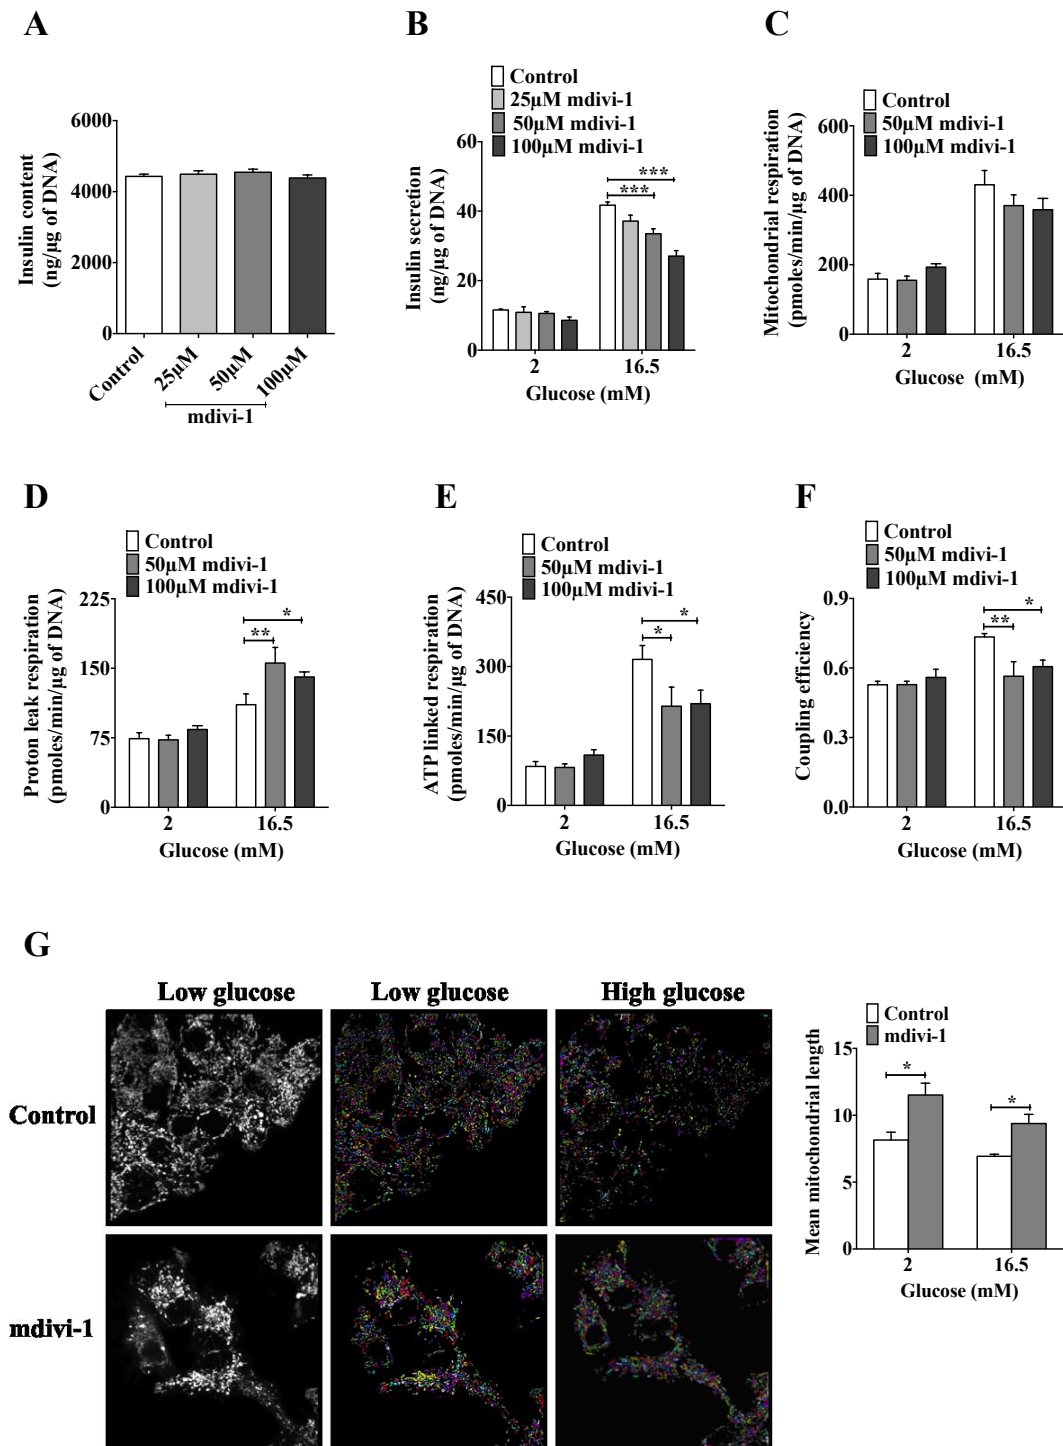 A
Insulin content
(ng/µg of DNA)
6000
4000
2000
0
Control
25µM
50µM
100µM
mdivi-1
B
Control
25µM mdivi-1
50µM mdivi-1
100µM mdivi-1
Insulin secretion
(ng/µg of DNA)
60
40
20
0
***
***
2
16.5
Glucose (mM)
C
Control
50µM mdivi-1
100µM mdivi-1
Mitochondrial respiration
(pmoles/min/µg of DNA)
600
400
200
0
2
16.5
Glucose (mM)
D
Control
50µM mdivi-1
100µM mdivi-1
Proton leak respiration
(pmoles/min/µg of DNA)
225
150
75
0
*
**
2
16.5
Glucose (mM)
E
Control
50µM mdivi-1
100µM mdivi-1
ATP linked respiration
(pmoles/min/µg of DNA)
450
300
150
0
*
*
2
16.5
Glucose (mM)
F
Control
50µM mdivi-1
100µM mdivi-1
Coupling efficiency
0.9
0.6
0.3
0.0
*
**
2
16.5
Glucose (mM)
G
Low glucose
Low glucose
High glucose
Control
mdivi-1
Control
mdivi-1
Mean mitochondrial length
15
10
5
0
*
*
2
16.5
Glucose (mM)